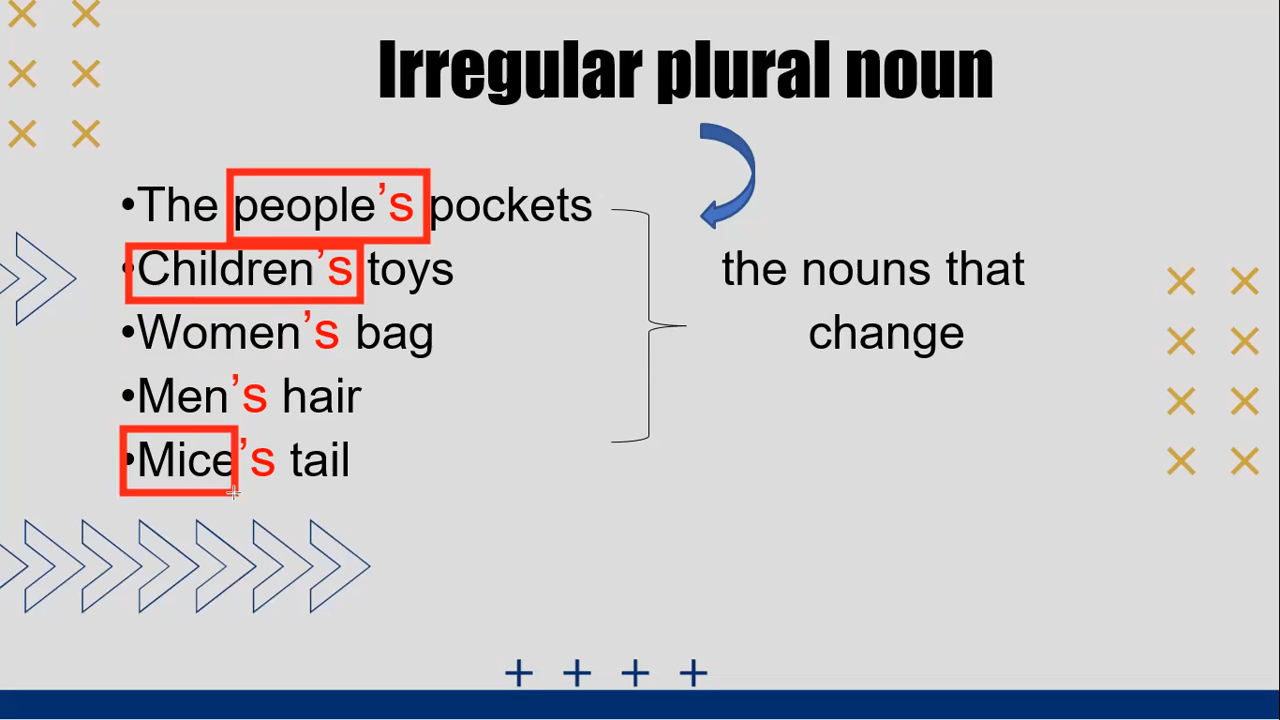 Irregular plural noun
•The people’s pockets
•Children’s toys
•Women’s bag
•Men’s hair
•Mice’s tail
the nouns that
change